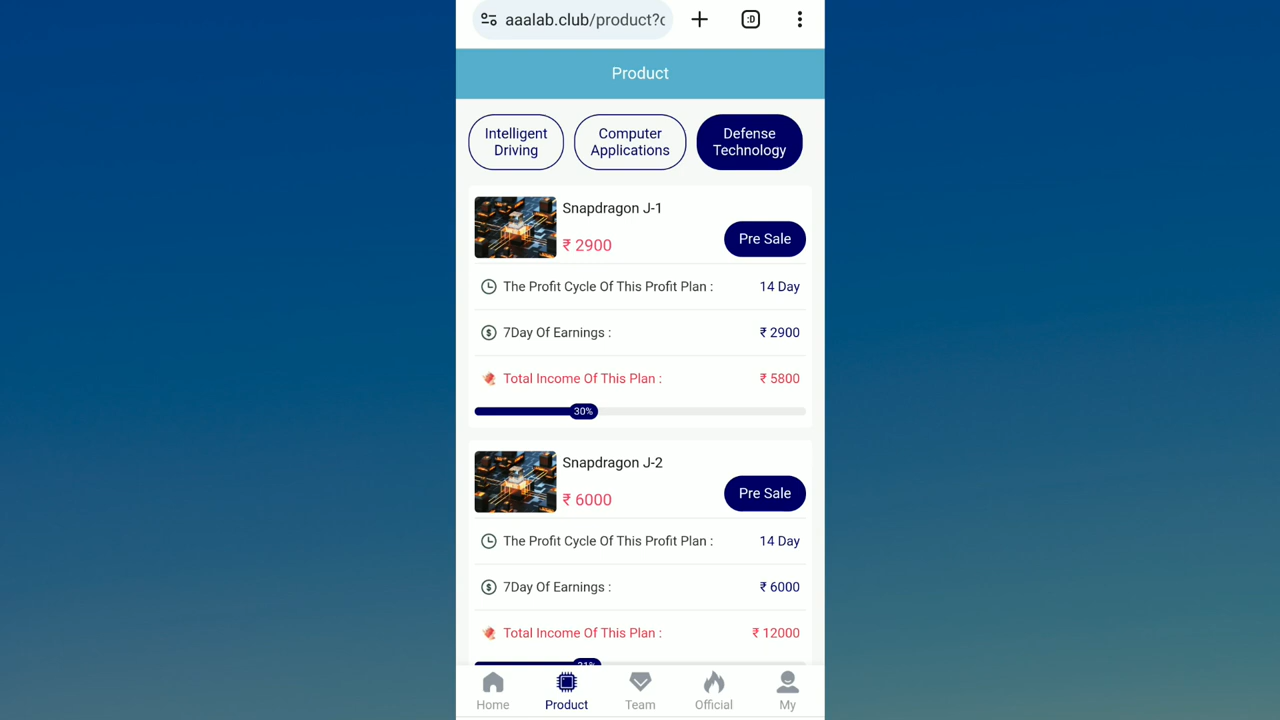 aaalab.club/product?c
:D
Product
Intelligent
Driving
Computer
Applications
Defense
Technology
Snapdragon J-1
₹ 2900
Pre Sale
The Profit Cycle Of This Profit Plan :
14 Day
7Day Of Earnings :
₹ 2900
Total Income Of This Plan :
₹ 5800
30%
Snapdragon J-2
₹ 6000
Pre Sale
The Profit Cycle Of This Profit Plan :
14 Day
7Day Of Earnings :
₹ 6000
Total Income Of This Plan :
₹ 12000
Home
Product
Team
Official
My